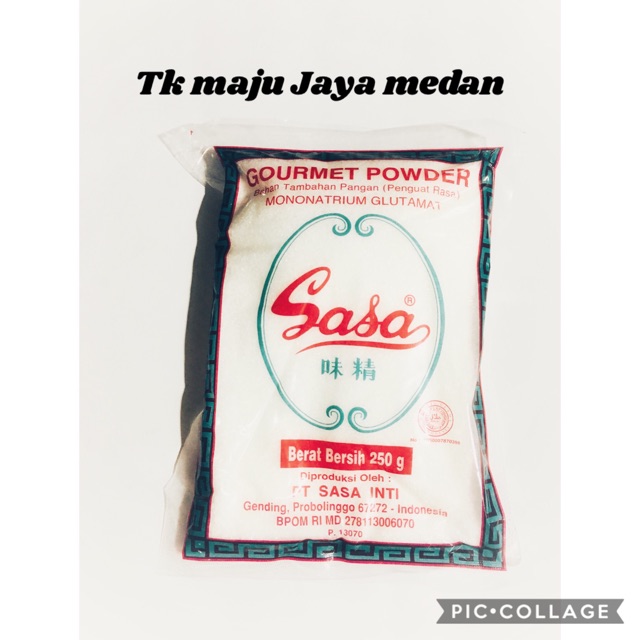 Tk maju Jaya medan
GOURMET POWDER
Bahan Tambahan Pangan (Penguat Rasa)
MONONATRIUM GLUTAMAT
Sasa®
味精
Berat Bersih 250 g
Diproduksi Oleh :
PT SASA INTI
Gending, Probolinggo 67272 - Indonesia
BPOM RI MD 278113006070
P. 13070
PIC•COLLAGE